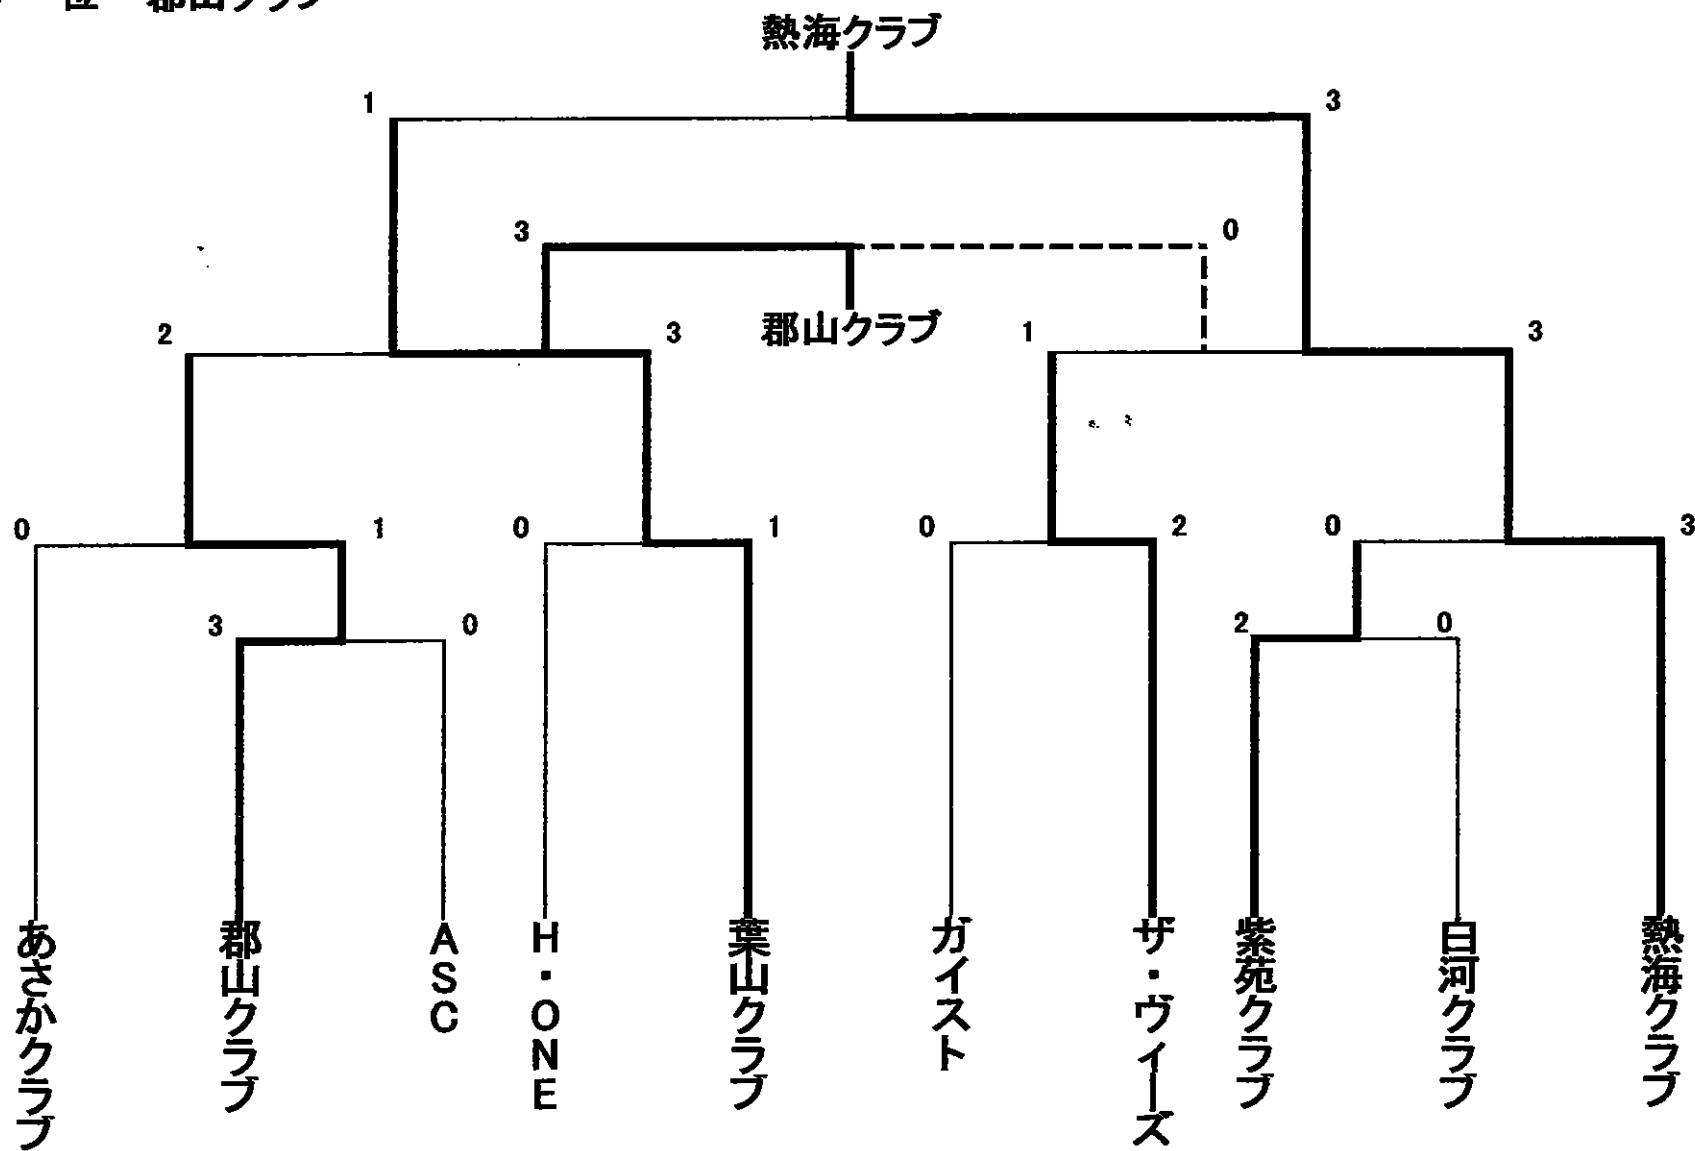 位 郡山クラブ
熱海クラブ
1 3
3 0
郡山クラブ
2 3 1 3
0 1 0 1 0 2 0 3
3 0 2 0
あさかクラブ
郡山クラブ
ASC
H・ONE
葉山クラブ
ガイスト
ザ・ヴィーズ
紫苑クラブ
白河クラブ
熱海クラブ